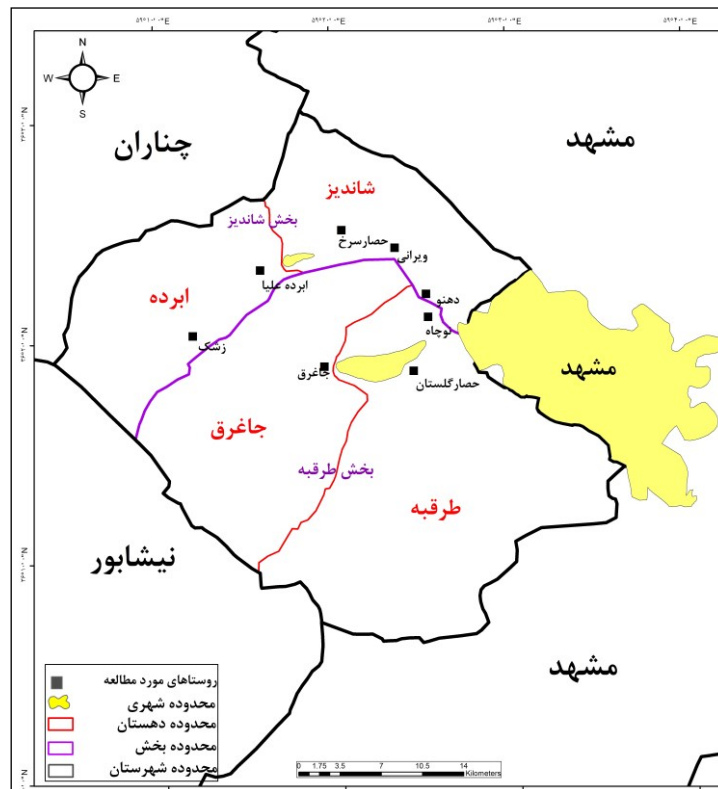 N
W E
S
چناران
مشهد
شاندیز
بخش شاندیز
حصارسرخ
ویرانی
ابرده علیا
ابرده
دهنو
نوچاه
زشک
مشهد
جاغرق
حصارگلستان
جاغرق
بخش طرقبه
طرقبه
نیشابور
مشهد
روستاهای مورد مطالعه
محدوده شهری
محدوده دهستان
محدوده بخش
محدوده شهرستان
0 1.75 3.5 7 10.5 14
Kilometers